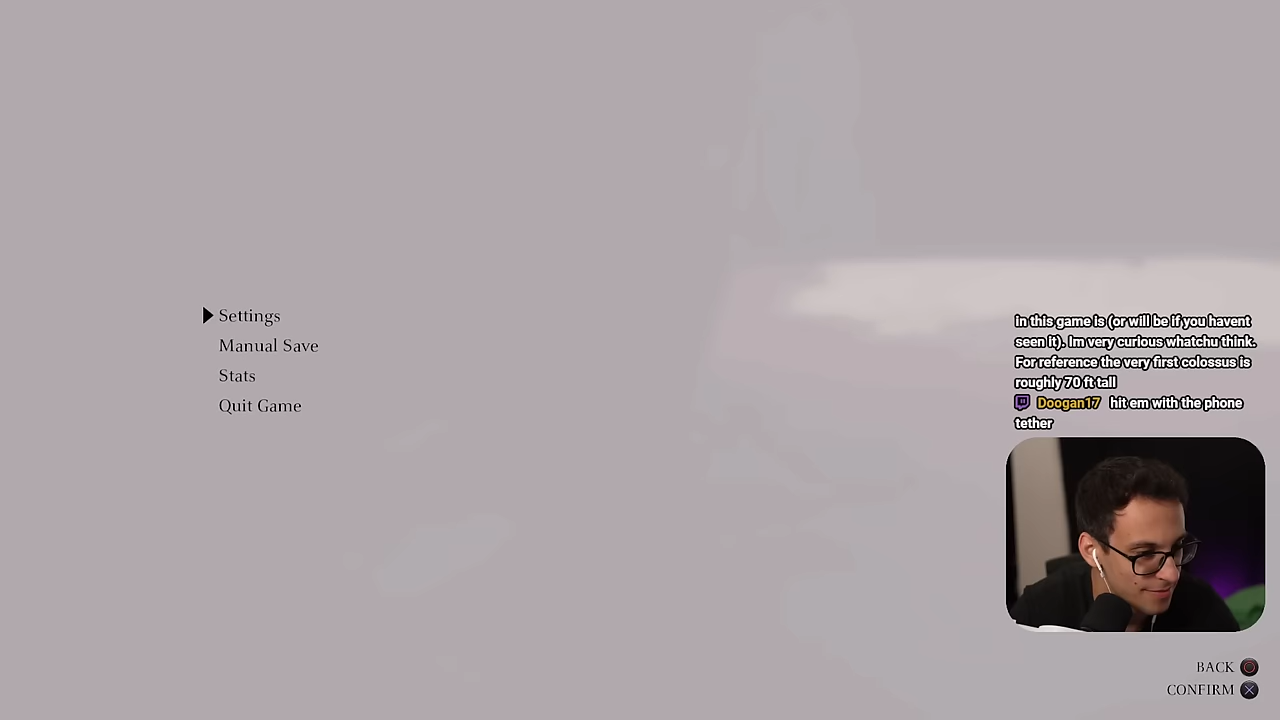 Settings
Manual Save
Stats
Quit Game
in this game is (or will be if you havent
seen it). Im very curious whatchu think.
For reference the very first colossus is
roughly 70 ft tall
Doogan17 hit em with the phone
tether
BACK
CONFIRM